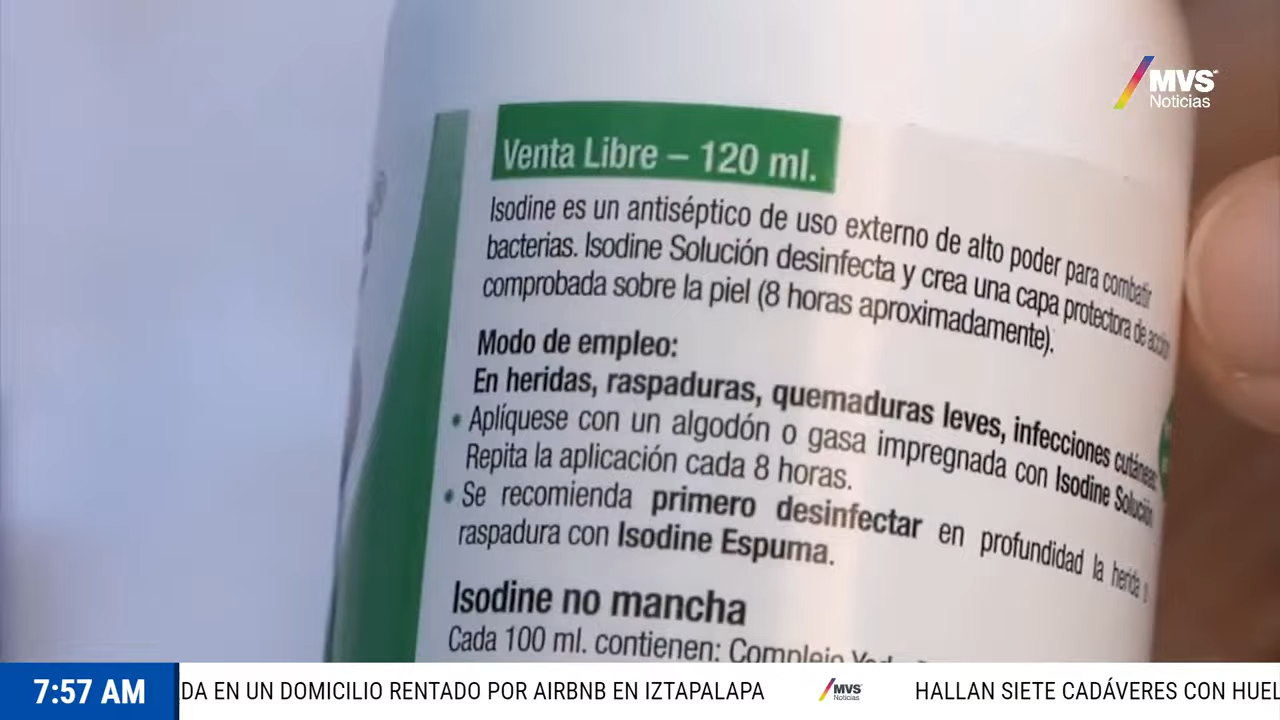 MVS
Noticias
Venta Libre – 120 ml.
Isodine es un antiséptico de uso externo de alto poder para combatir
bacterias. Isodine Solución desinfecta y crea una capa protectora de acción
comprobada sobre la piel (8 horas aproximadamente).
Modo de empleo:
En heridas, raspaduras, quemaduras leves, infecciones cutáneas:
• Aplíquese con un algodón o gasa impregnada con Isodine Solución
Repita la aplicación cada 8 horas.
• Se recomienda primero desinfectar en profundidad la herida o
raspadura con Isodine Espuma.
Isodine no mancha
Cada 100 ml. contienen: Complejo
7:57 AM
DA EN UN DOMICILIO RENTADO POR AIRBNB EN IZTAPALAPA MVS Noticias HALLAN SIETE CADÁVERES CON HUEL